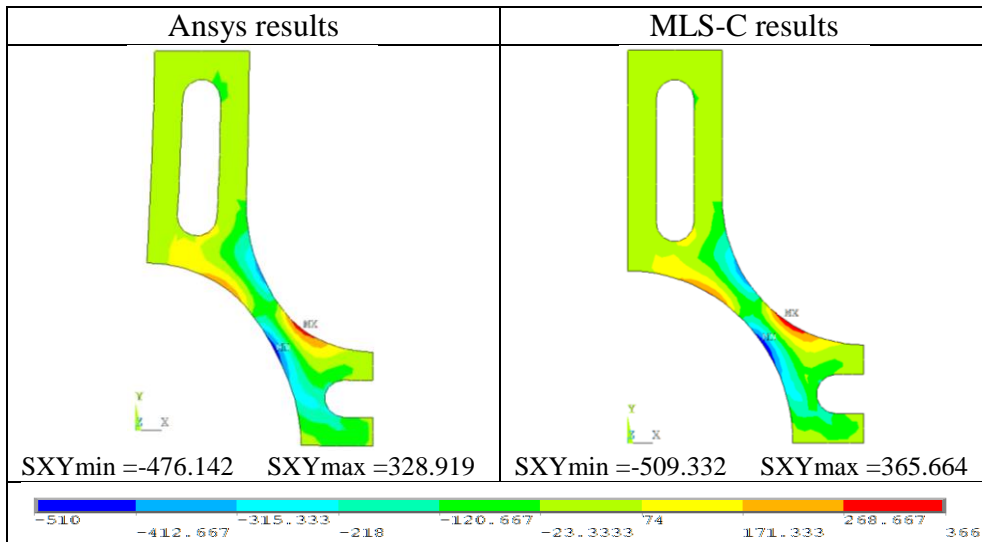 Ansys results
MLS-C results
MX
MX
Y
Z X
Y
Z X
SXYmin =-476.142 SXYmax =328.919
SXYmin =-509.332 SXYmax =365.664
-510 -315.333 -120.667 74 268.667
-412.667 -218 -23.3333 171.333 366